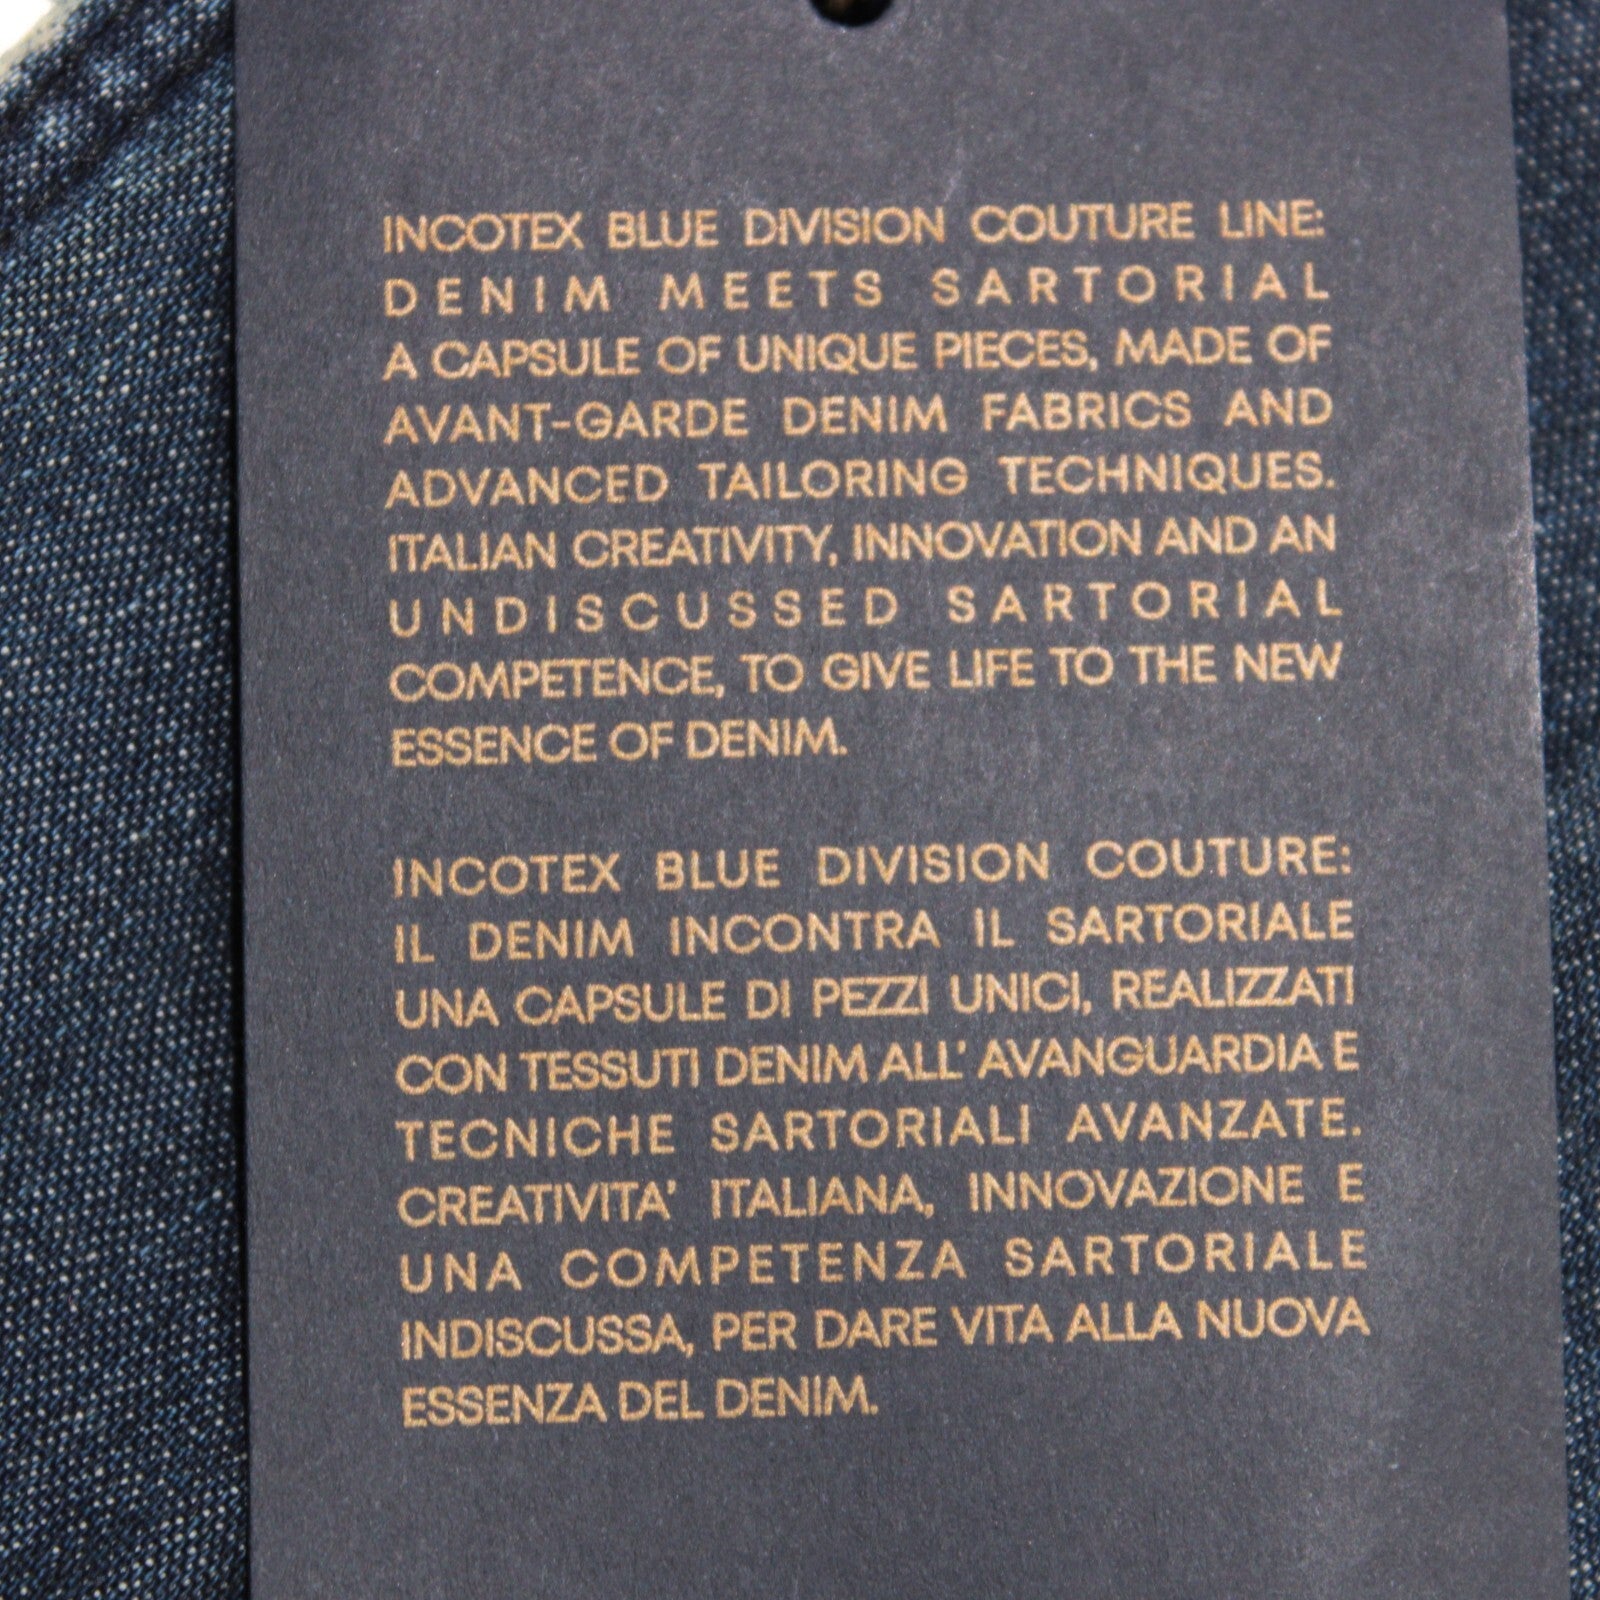 INCOTEX BLUE DIVISION COUTURE LINE:
DENIM MEETS SARTORIAL
A CAPSULE OF UNIQUE PIECES, MADE OF
AVANT-GARDE DENIM FABRICS AND
ADVANCED TAILORING TECHNIQUES.
ITALIAN CREATIVITY, INNOVATION AND AN
UNDISCUSSED SARTORIAL
COMPETENCE, TO GIVE LIFE TO THE NEW
ESSENCE OF DENIM.
INCOTEX BLUE DIVISION COUTURE:
IL DENIM INCONTRA IL SARTORIALE
UNA CAPSULE DI PEZZI UNICI, REALIZZATI
CON TESSUTI DENIM ALL' AVANGUARDIA E
TECNICHE SARTORIALI AVANZATE.
CREATIVITA' ITALIANA, INNOVAZIONE E
UNA COMPETENZA SARTORIALE
INDISCUSSA, PER DARE VITA ALLA NUOVA
ESSENZA DEL DENIM.